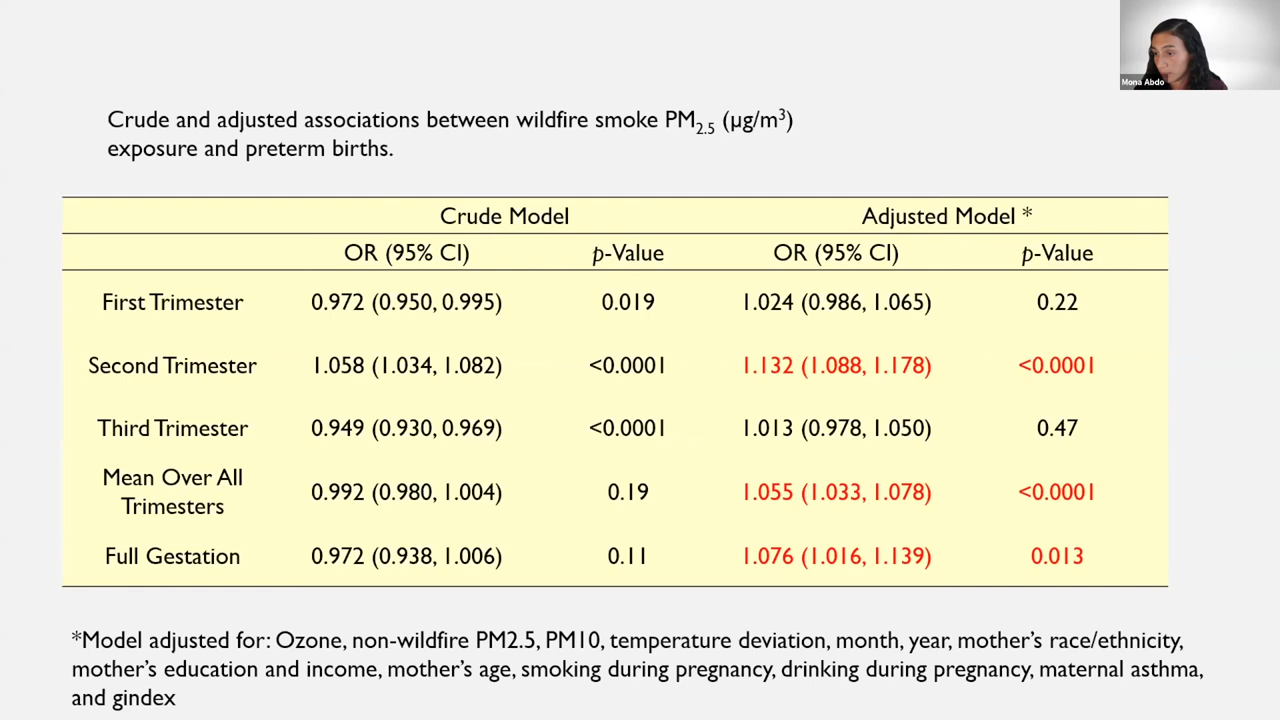 Mona Abdo
Crude and adjusted associations between wildfire smoke PM2.5 (µg/m³)
exposure and preterm births.
Crude Model Adjusted Model *
OR (95% CI) p-Value OR (95% CI) p-Value
First Trimester 0.972 (0.950, 0.995) 0.019 1.024 (0.986, 1.065) 0.22
Second Trimester 1.058 (1.034, 1.082) <0.0001 1.132 (1.088, 1.178) <0.0001
Third Trimester 0.949 (0.930, 0.969) <0.0001 1.013 (0.978, 1.050) 0.47
Mean Over All
Trimesters 0.992 (0.980, 1.004) 0.19 1.055 (1.033, 1.078) <0.0001
Full Gestation 0.972 (0.938, 1.006) 0.11 1.076 (1.016, 1.139) 0.013
*Model adjusted for: Ozone, non-wildfire PM2.5, PM10, temperature deviation, month, year, mother's race/ethnicity,
mother's education and income, mother's age, smoking during pregnancy, drinking during pregnancy, maternal asthma,
and gindex